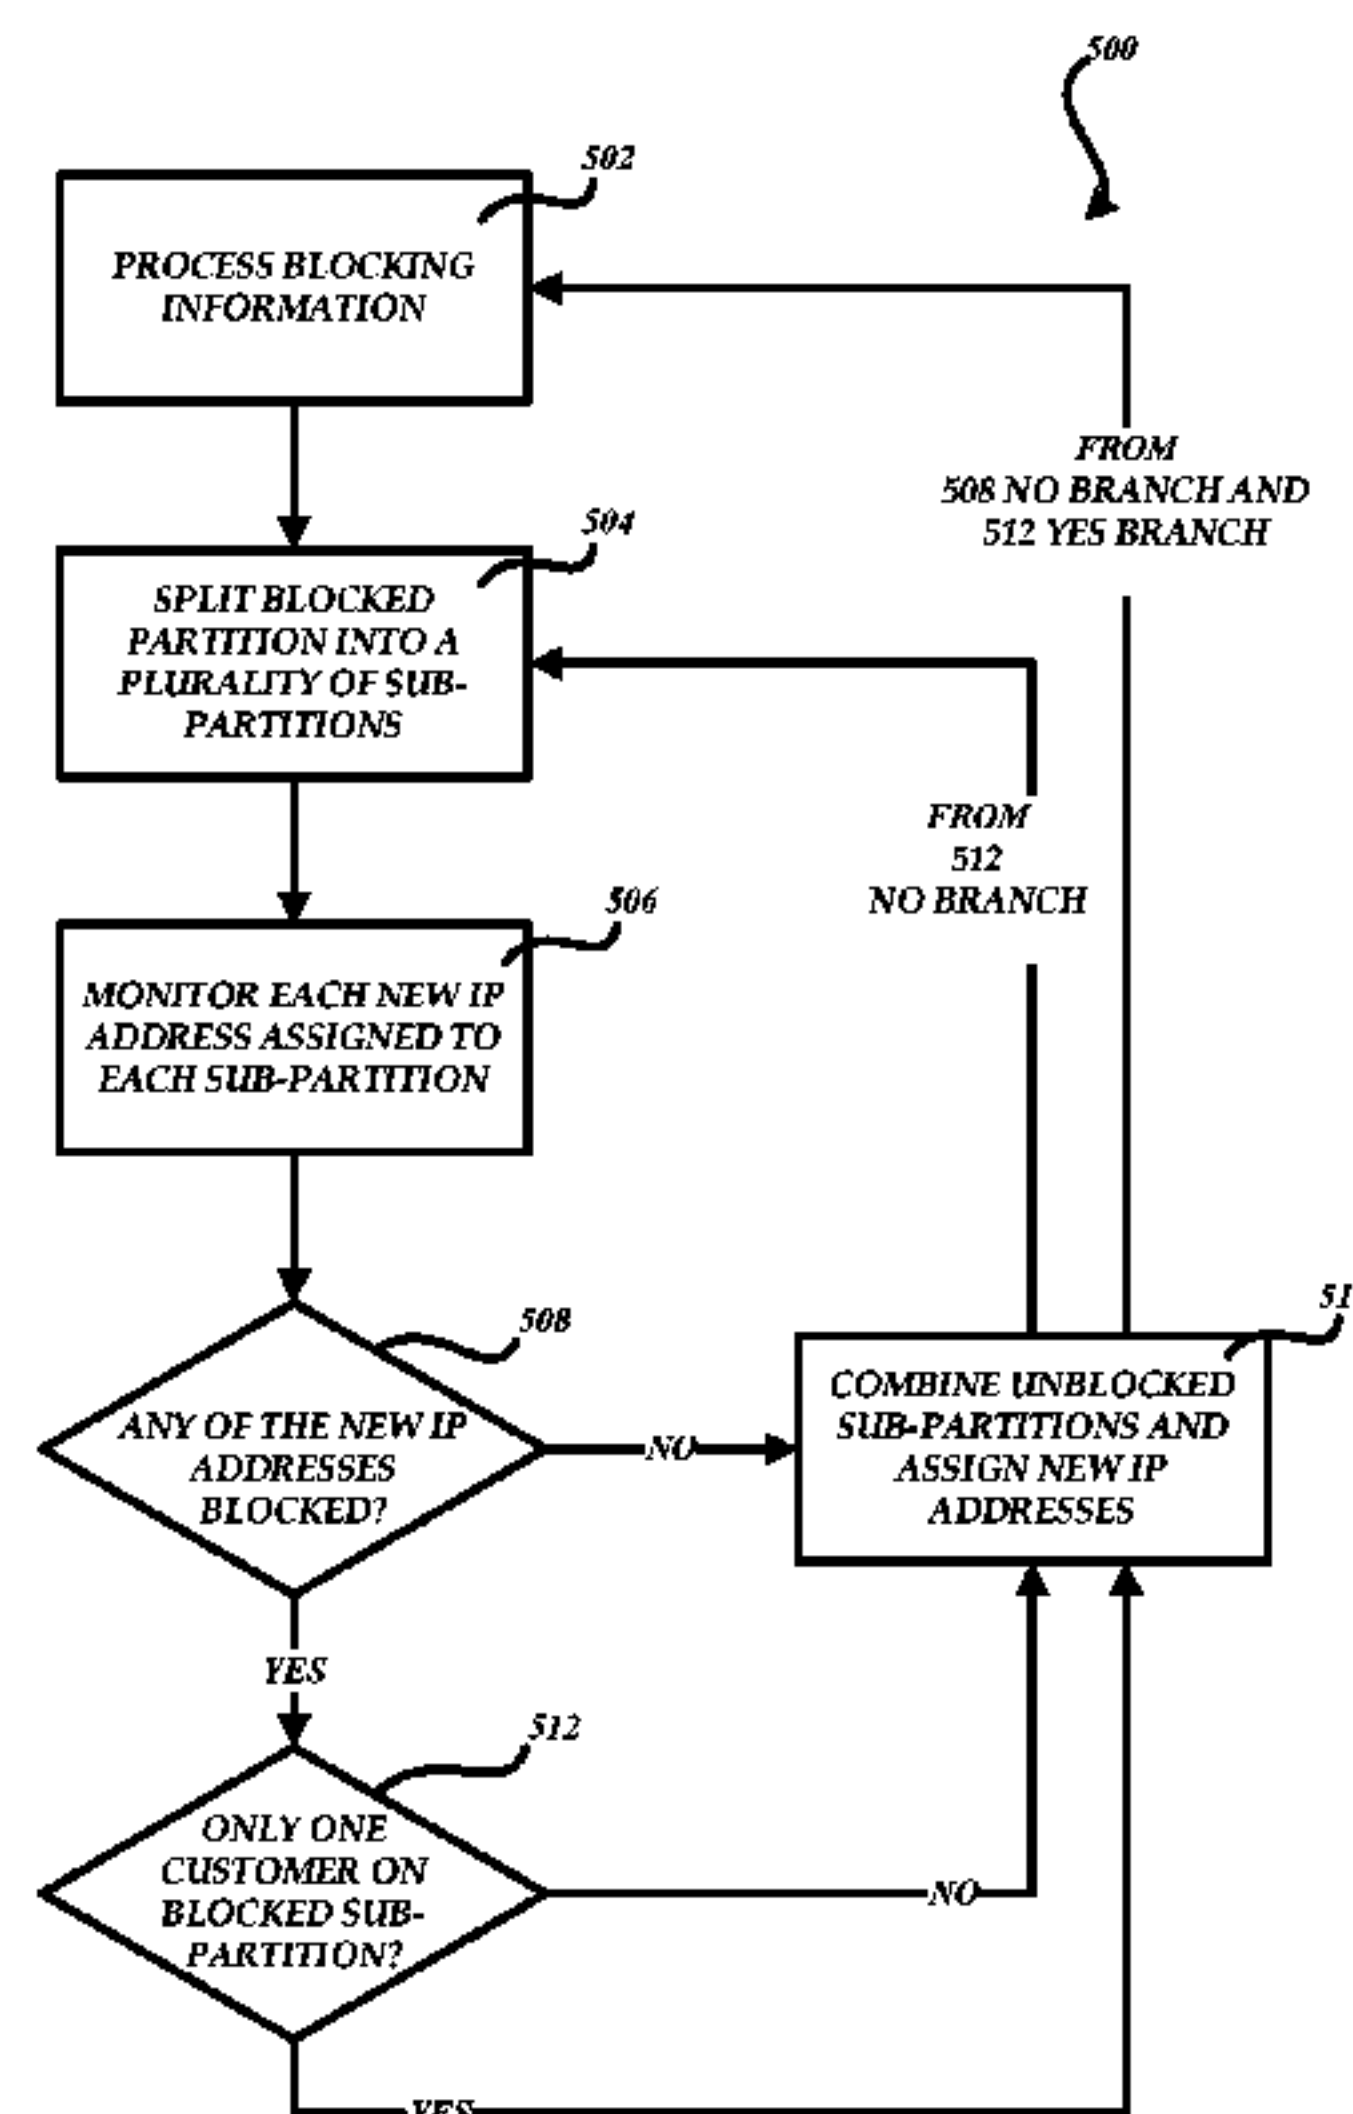 500
502
PROCESS BLOCKING
INFORMATION
FROM
508 NO BRANCH AND
512 YES BRANCH
504
SPLIT BLOCKED
PARTITION INTO A
PLURALITY OF SUB-
PARTITIONS
FROM
512
NO BRANCH
506
MONITOR EACH NEW IP
ADDRESS ASSIGNED TO
EACH SUB-PARTITION
508
ANY OF THE NEW IP
ADDRESSES
BLOCKED?
NO
51
COMBINE UNBLOCKED
SUB-PARTITIONS AND
ASSIGN NEW IP
ADDRESSES
YES
512
ONLY ONE
CUSTOMER ON
BLOCKED SUB-
PARTITION?
NO
YES